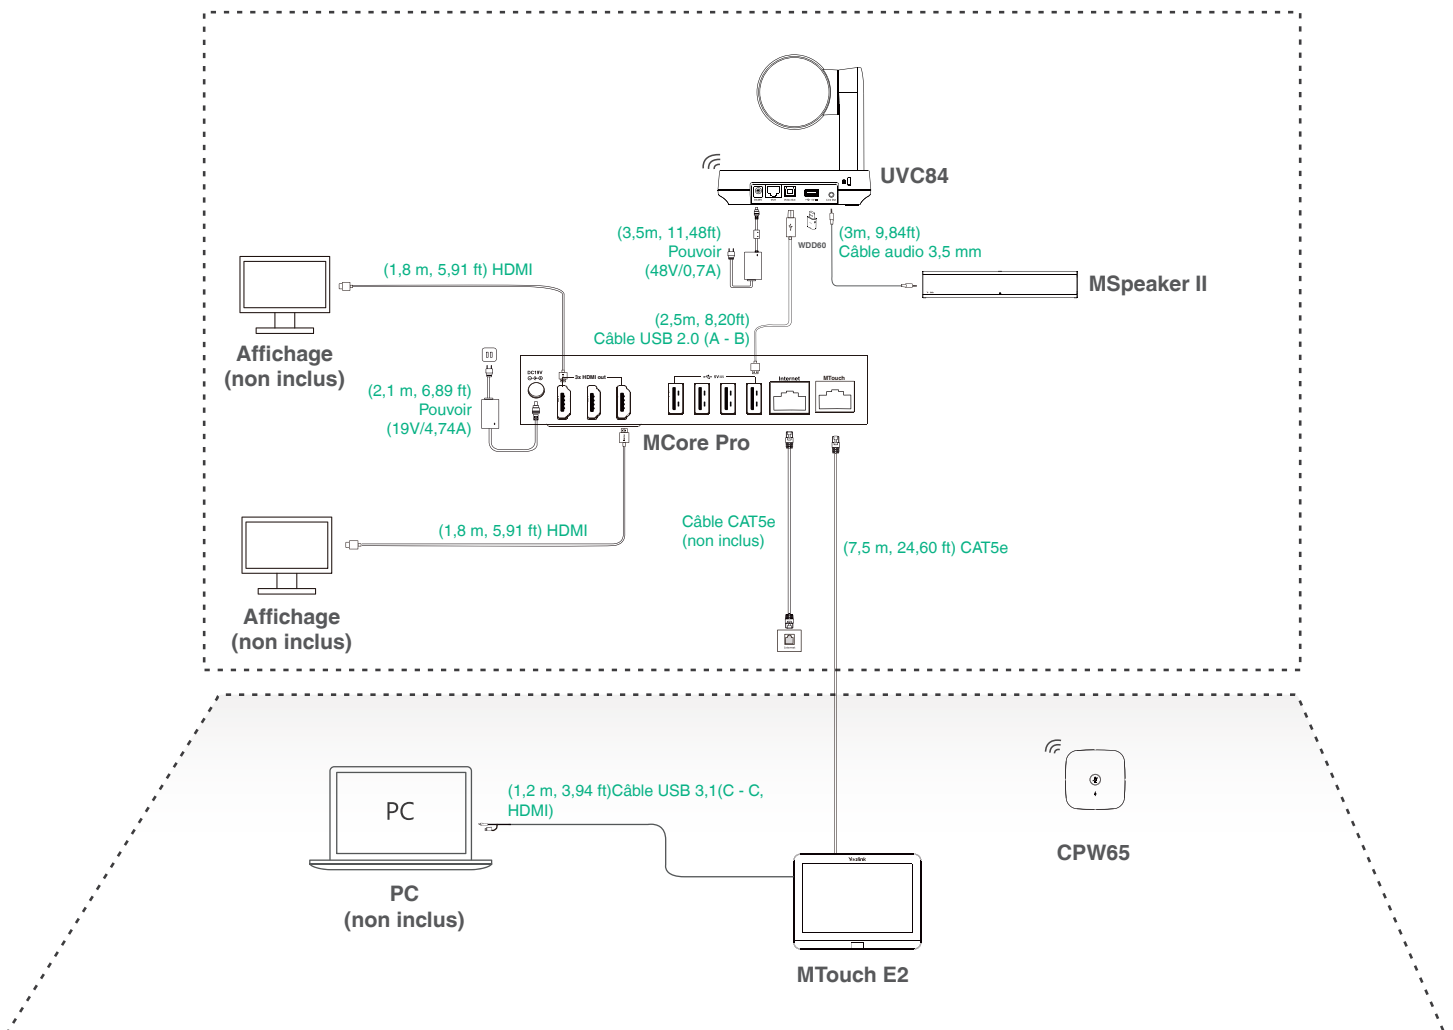 UVC84
WDD60
(3,5m, 11,48ft)
Pouvoir
(48V/0,7A)
(3m, 9,84ft)
Câble audio 3,5 mm
MSpeaker II
(1,8 m, 5,91 ft) HDMI
Affichage
(non inclus)
(2,5m, 8,20ft)
Câble USB 2.0 (A - B)
(2,1 m, 6,89 ft)
Pouvoir
(19V/4,74A)
DC19V
3x HDMI out
Internet
MTouch
MCore Pro
(1,8 m, 5,91 ft) HDMI
Affichage
(non inclus)
Câble CAT5e
(non inclus)
(7,5 m, 24,60 ft) CAT5e
PC
(1,2 m, 3,94 ft)Câble USB 3,1(C - C,
HDMI)
PC
(non inclus)
Yealink
MTouch E2
CPW65